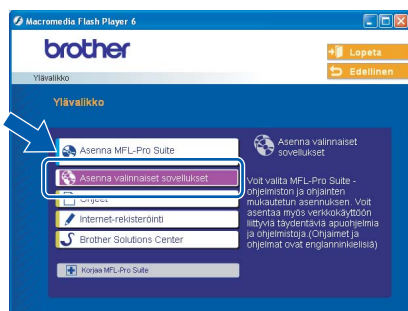 Macromedia Flash Player 6
brother
Lopeta
Edellinen
Ylävalikko
Ylävalikko
Asenna MFL-Pro Suite
Asenna valinnaiset sovellukset
Ohjeet
Internet-rekisteröinti
Brother Solutions Center
Korjaa MFL-Pro Suite
Asenna valinnaiset
sovellukset
Voit valita MFL-Pro Suite -
ohjelmiston ja ohjainten
mukautetun asennuksen. Voit
asentaa myös verkkokäyttöön
liittyviä täydentäviä apuohjelmia
ja ohjelmistoja.(Ohjaimet ja
ohjelmat ovat englanninkielisiä)